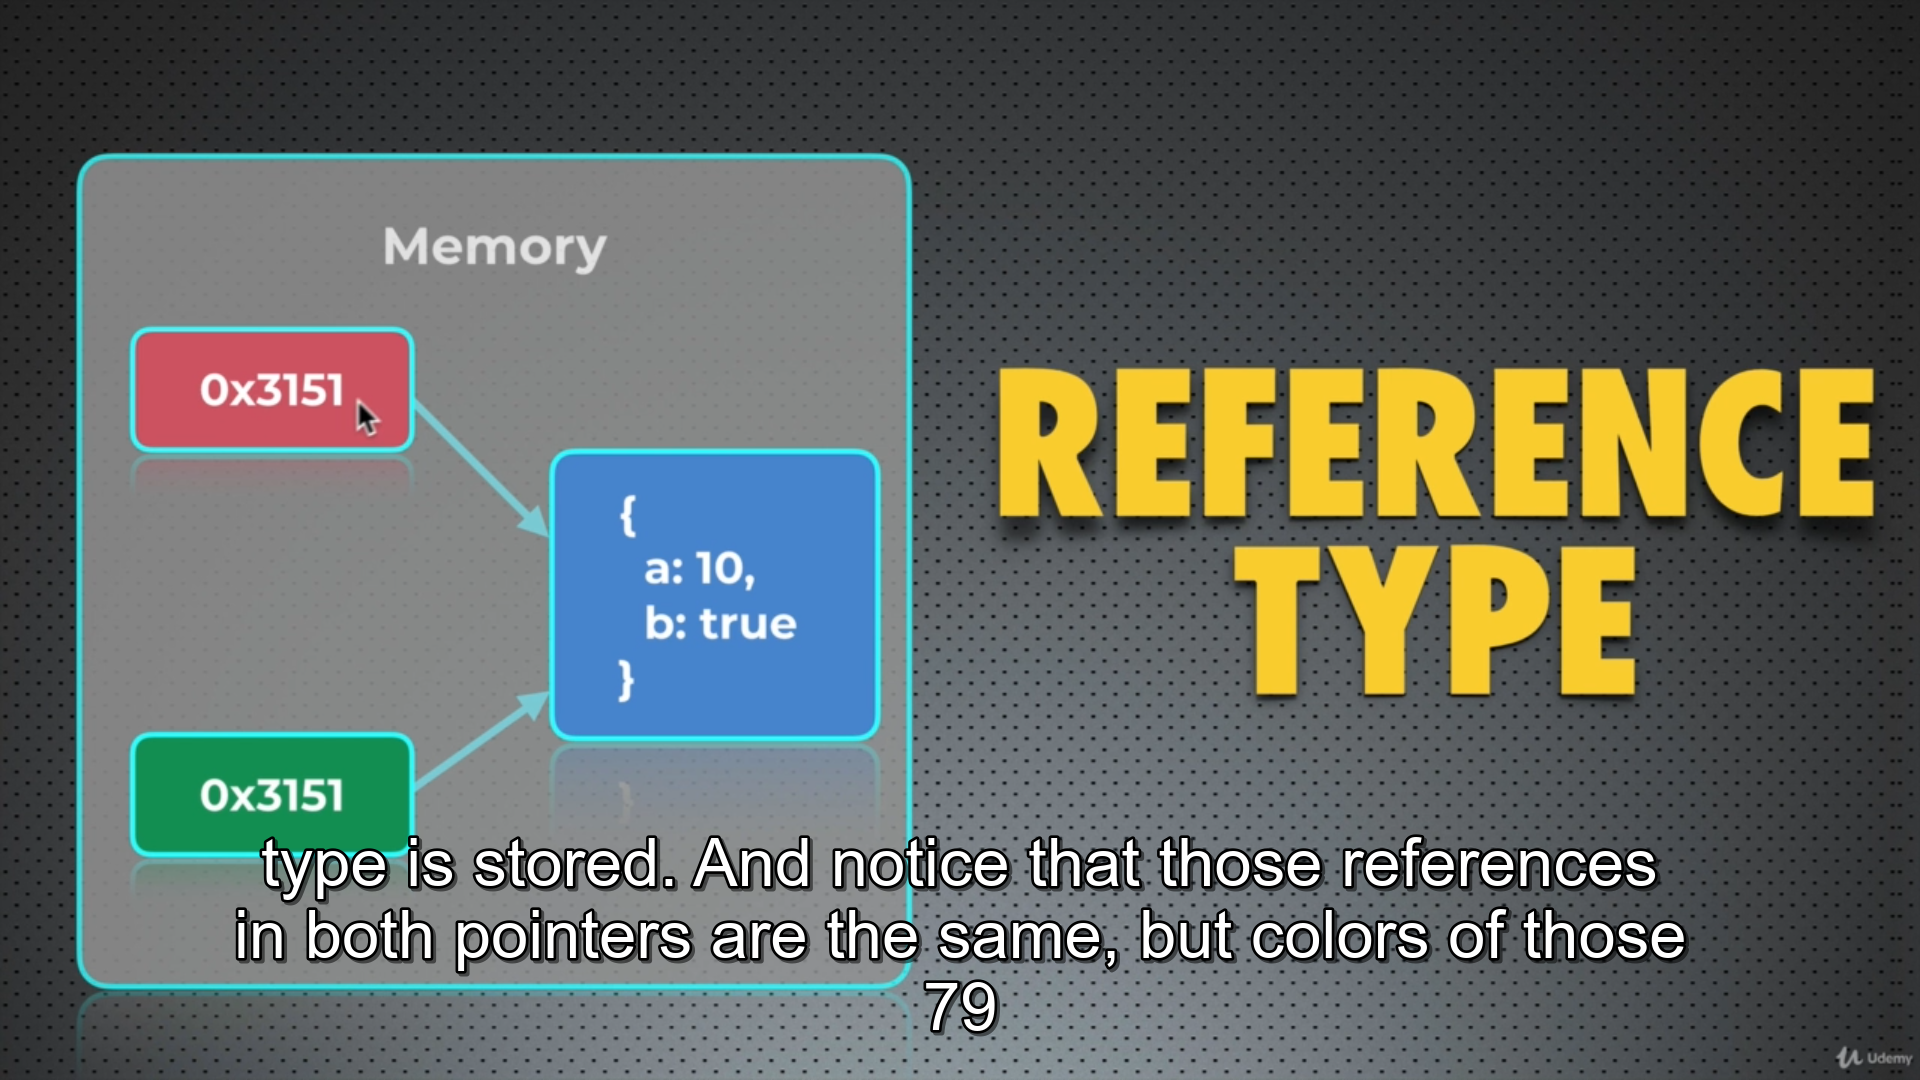 Memory
0x3151
{
a: 10,
b: true
}
0x3151
REFERENCE
TYPE
type is stored. And notice that those references
in both pointers are the same, but colors of those
79
Udemy